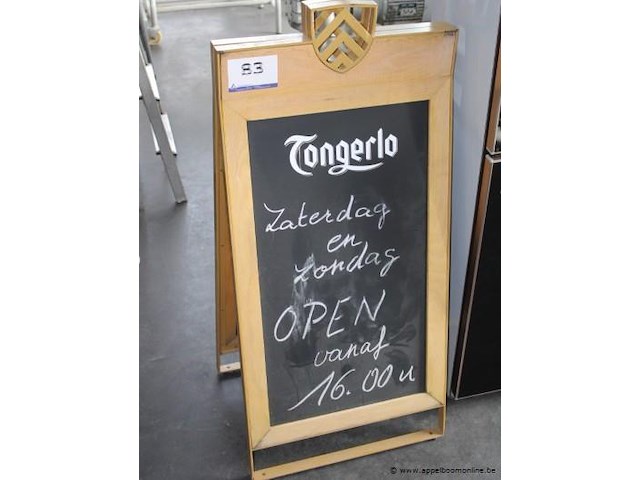 83
Tongerlo
Zaterdag
en
zondag
OPEN
vanaf
16.00 u
© www.appelboomonline.be